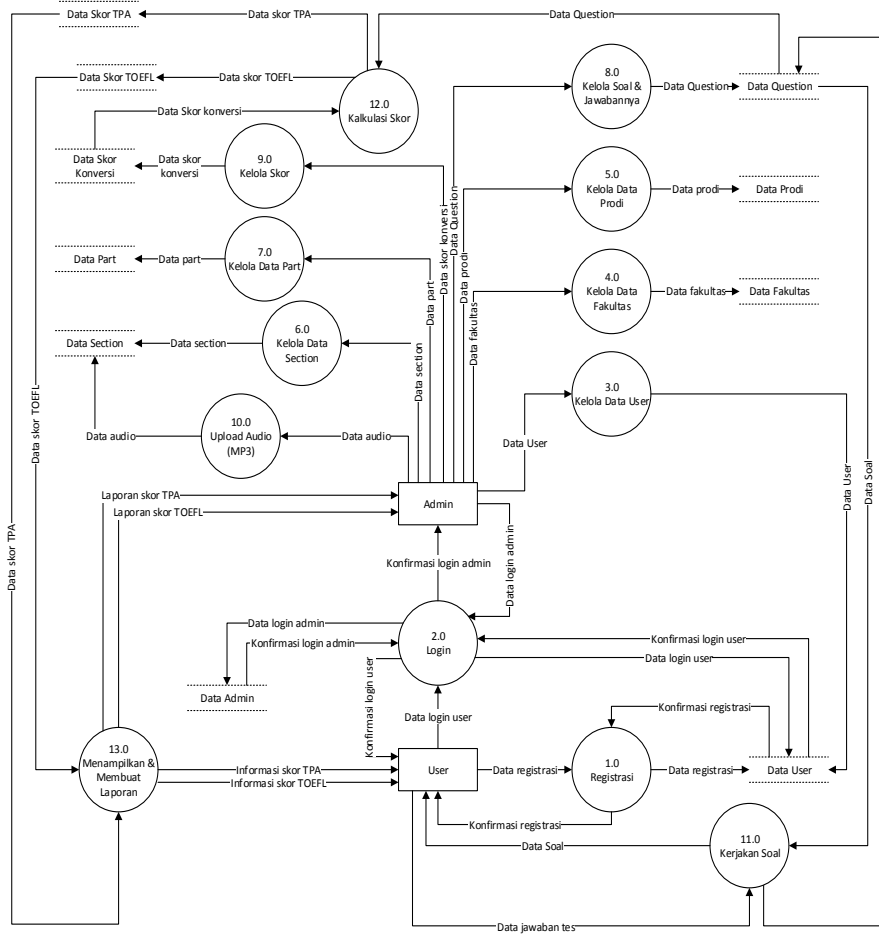 Data Skor TPA
Data skor TPA
Data Question
Data Skor TOEFL
Data skor TOEFL
12.0
Kalkulasi Skor
8.0
Kelola Soal &
Jawabannya
Data Question
Data Question
Data Skor konversi
Data Skor
Konversi
Data skor
konversi
9.0
Kelola Skor
5.0
Kelola Data
Prodi
Data prodi
Data Prodi
Data Part
Data part
7.0
Kelola Data Part
4.0
Kelola Data
Fakultas
Data fakultas
Data Fakultas
Data Section
Data section
6.0
Kelola Data
Section
3.0
Kelola Data User
Data audio
10.0
Upload Audio
(MP3)
Data audio
Data section
Data part
Data skor konversi
Data Question
Data prodi
Data fakultas
Data User
Data User
Data Soal
Data skor TOEFL
Data skor TPA
Laporan skor TPA
Laporan skor TOEFL
Admin
Konfirmasi login admin
Data login admin
Data login admin
Konfirmasi login admin
2.0
Login
Konfirmasi login user
Data login user
Data Admin
Konfirmasi login user
Data login user
Konfirmasi registrasi
13.0
Menampilkan &
Membuat
Laporan
Informasi skor TPA
Informasi skor TOEFL
User
Data registrasi
1.0
Registrasi
Data registrasi
Data User
Konfirmasi registrasi
Data Soal
11.0
Kerjakan Soal
Data jawaban tes